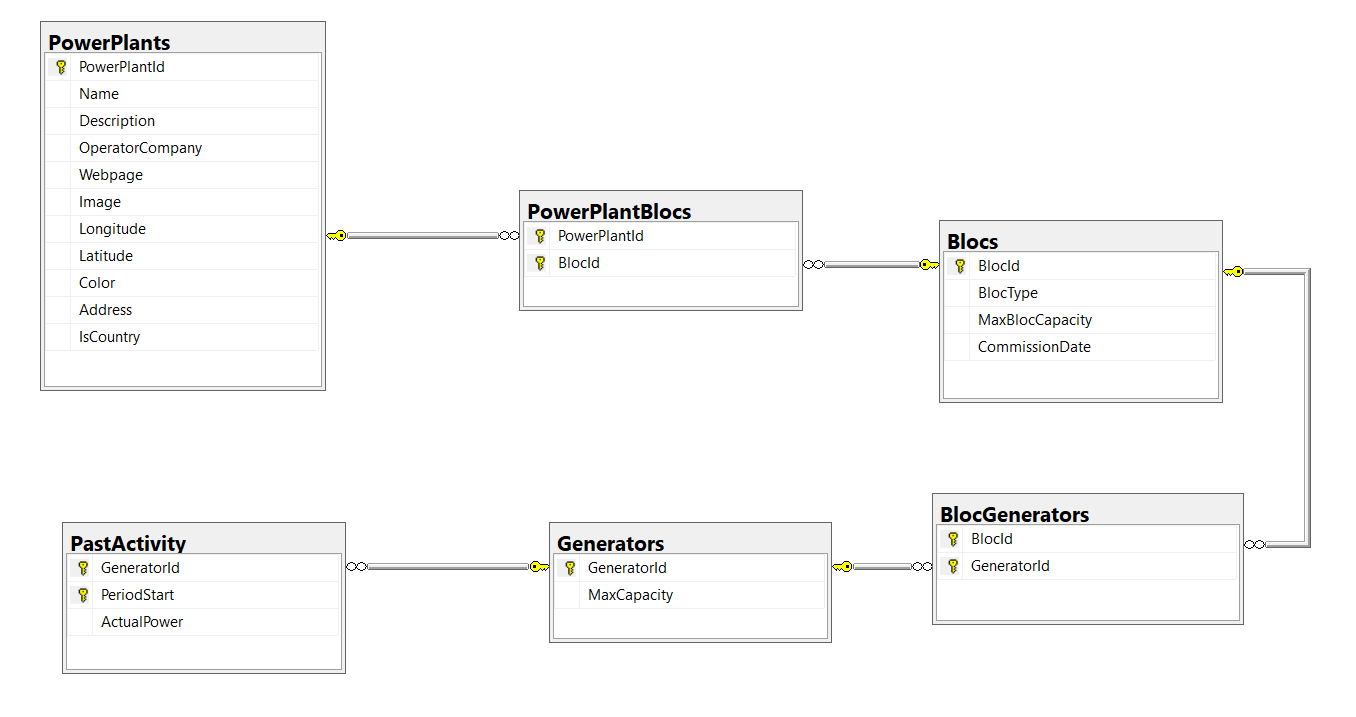 PowerPlants
PowerPlantId
Name
Description
OperatorCompany
Webpage
Image
Longitude
Latitude
Color
Address
IsCountry
PowerPlantBlocs
PowerPlantId
BlocId
Blocs
BlocId
BlocType
MaxBlocCapacity
CommissionDate
PastActivity
GeneratorId
PeriodStart
ActualPower
Generators
GeneratorId
MaxCapacity
BlocGenerators
BlocId
GeneratorId